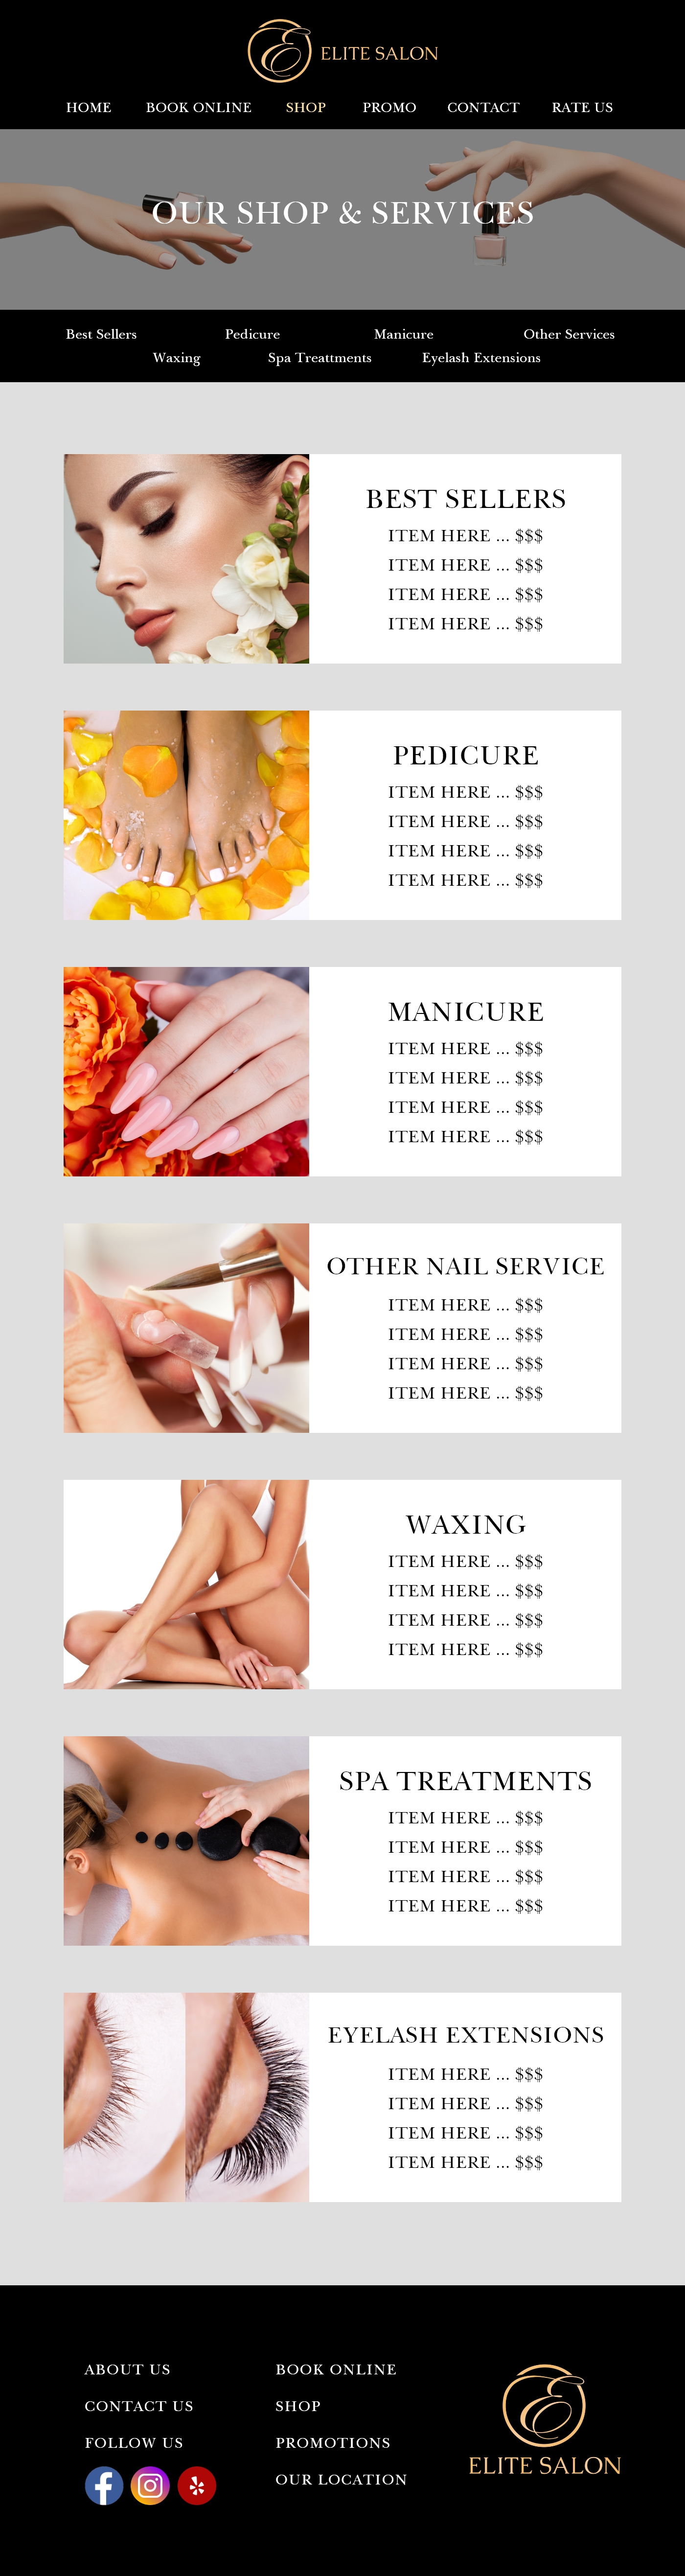 E
ELITE SALON
HOME BOOK ONLINE SHOP PROMO CONTACT RATE US
OUR SHOP & SERVICES
Best Sellers Pedicure Manicure Other Services
Waxing Spa Treattments Eyelash Extensions
BEST SELLERS
ITEM HERE ... $$$
ITEM HERE ... $$$
ITEM HERE ... $$$
ITEM HERE ... $$$
PEDICURE
ITEM HERE ... $$$
ITEM HERE ... $$$
ITEM HERE ... $$$
ITEM HERE ... $$$
MANICURE
ITEM HERE ... $$$
ITEM HERE ... $$$
ITEM HERE ... $$$
ITEM HERE ... $$$
OTHER NAIL SERVICE
ITEM HERE ... $$$
ITEM HERE ... $$$
ITEM HERE ... $$$
ITEM HERE ... $$$
WAXING
ITEM HERE ... $$$
ITEM HERE ... $$$
ITEM HERE ... $$$
ITEM HERE ... $$$
SPA TREATMENTS
ITEM HERE ... $$$
ITEM HERE ... $$$
ITEM HERE ... $$$
ITEM HERE ... $$$
EYELASH EXTENSIONS
ITEM HERE ... $$$
ITEM HERE ... $$$
ITEM HERE ... $$$
ITEM HERE ... $$$
ABOUT US
CONTACT US
FOLLOW US
f
BOOK ONLINE
SHOP
PROMOTIONS
OUR LOCATION
E
ELITE SALON